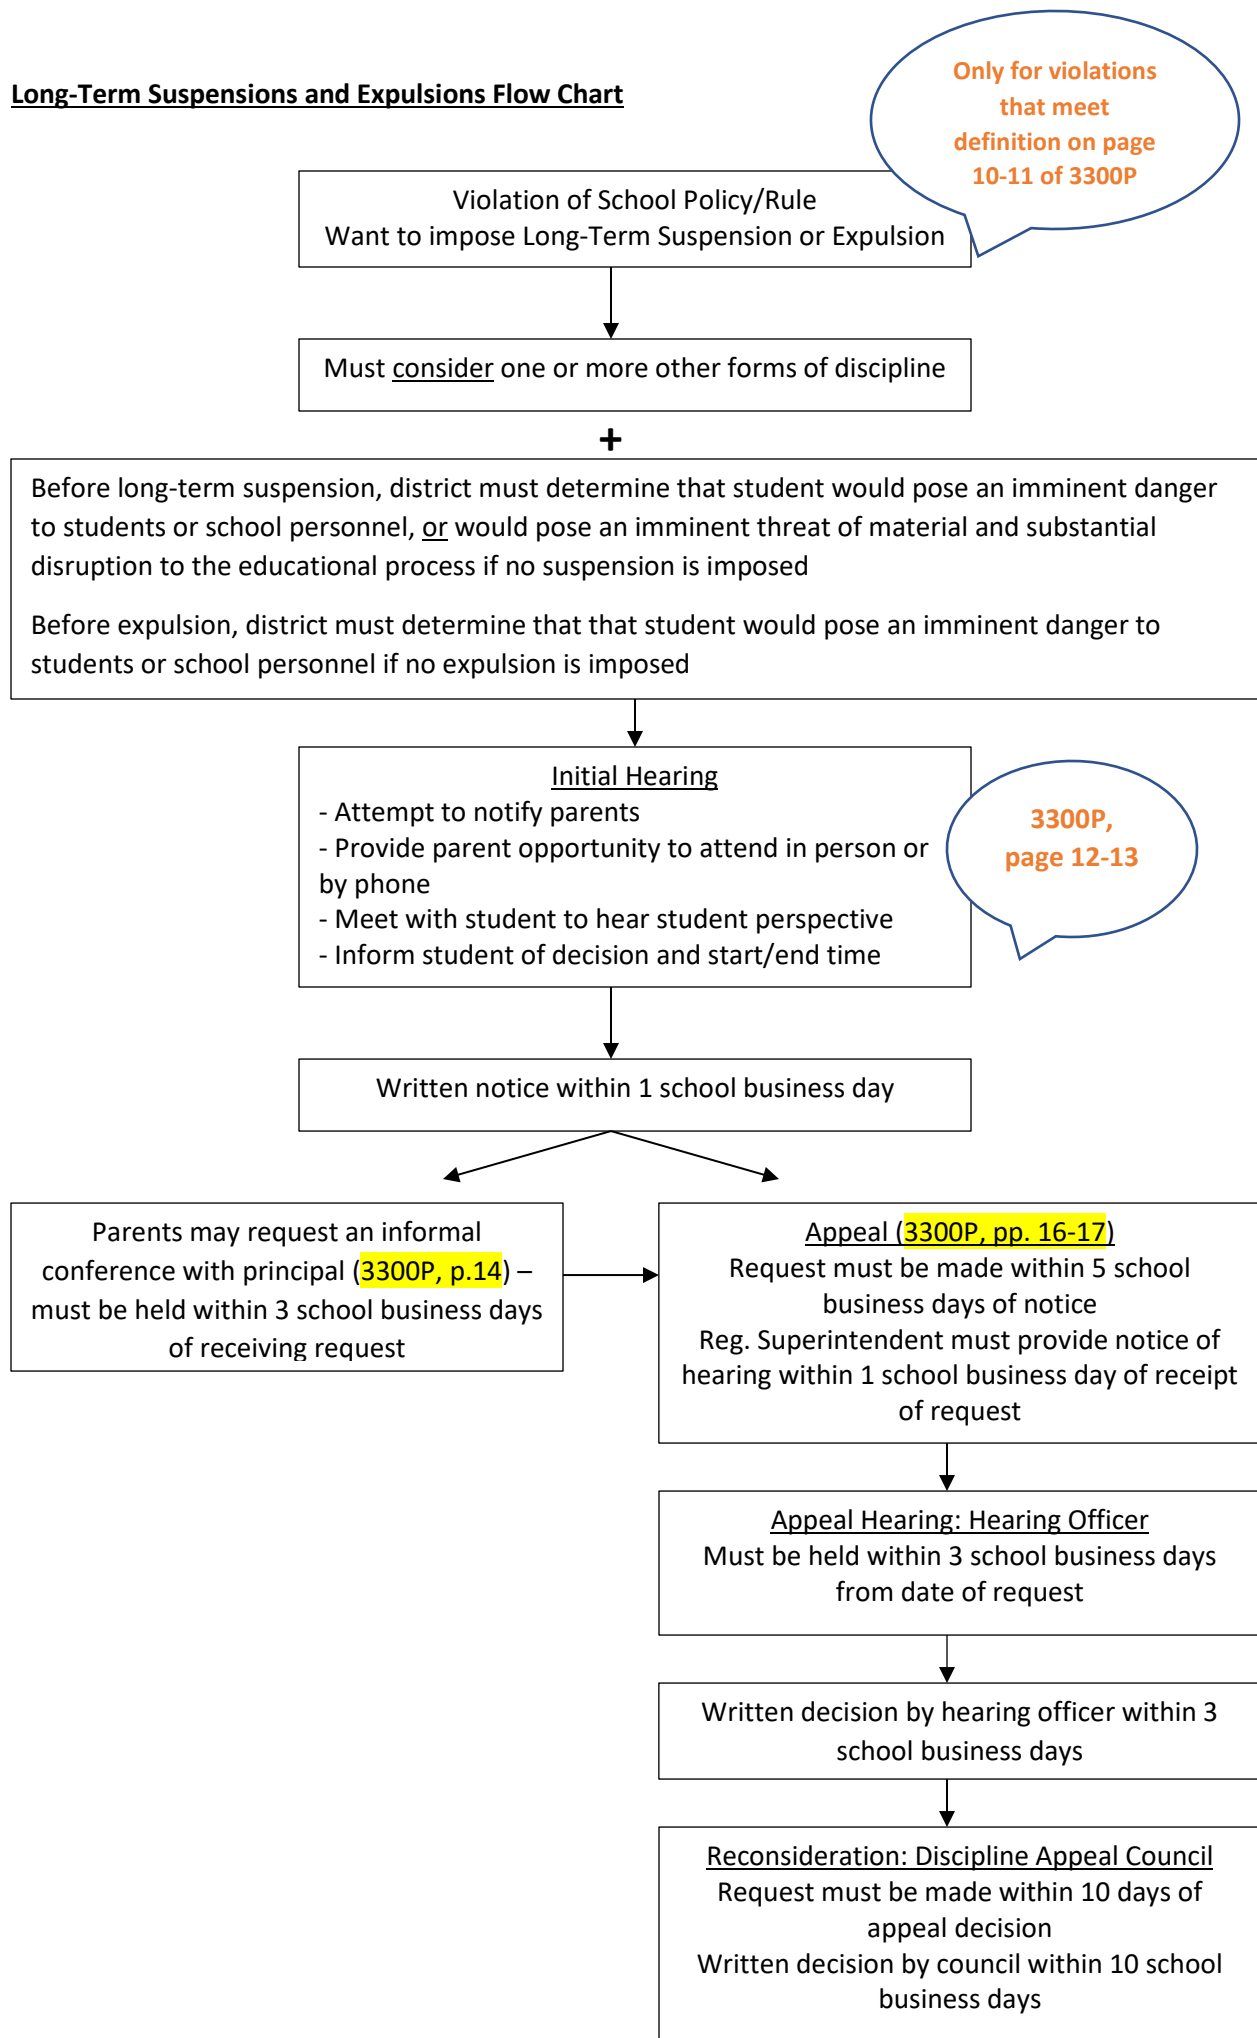 Long-Term Suspensions and Expulsions Flow Chart
Only for violations
that meet
definition on page
10-11 of 3300P
Violation of School Policy/Rule
Want to impose Long-Term Suspension or Expulsion
Must consider one or more other forms of discipline
+
Before long-term suspension, district must determine that student would pose an imminent danger
to students or school personnel, or would pose an imminent threat of material and substantial
disruption to the educational process if no suspension is imposed
Before expulsion, district must determine that that student would pose an imminent danger to
students or school personnel if no expulsion is imposed
Initial Hearing
- Attempt to notify parents
- Provide parent opportunity to attend in person or
by phone
- Meet with student to hear student perspective
- Inform student of decision and start/end time
3300P,
page 12-13
Written notice within 1 school business day
Parents may request an informal
conference with principal (3300P, p.14) –
must be held within 3 school business days
of receiving request
Appeal (3300P, pp. 16-17)
Request must be made within 5 school
business days of notice
Reg. Superintendent must provide notice of
hearing within 1 school business day of receipt
of request
Appeal Hearing: Hearing Officer
Must be held within 3 school business days
from date of request
Written decision by hearing officer within 3
school business days
Reconsideration: Discipline Appeal Council
Request must be made within 10 days of
appeal decision
Written decision by council within 10 school
business days